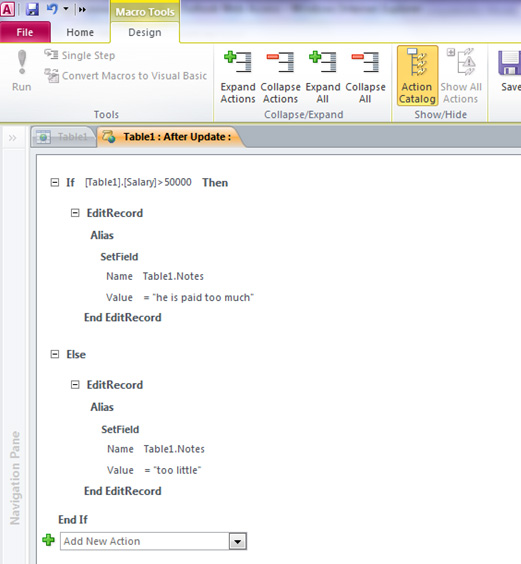 Macro Tools
File Home Design
Run
Single Step
Convert Macros to Visual Basic
Expand Actions
Collapse Actions
Expand All
Collapse All
Action Catalog
Show All Actions
Save
Tools Collapse/Expand Show/Hide
Table1 Table1 : After Update :
If [Table1].[Salary]>50000 Then
EditRecord
Alias
SetField
Name Table1.Notes
Value = "he is paid too much"
End EditRecord
Else
EditRecord
Alias
SetField
Name Table1.Notes
Value = "too little"
End EditRecord
End If
Add New Action
Navigation Pane